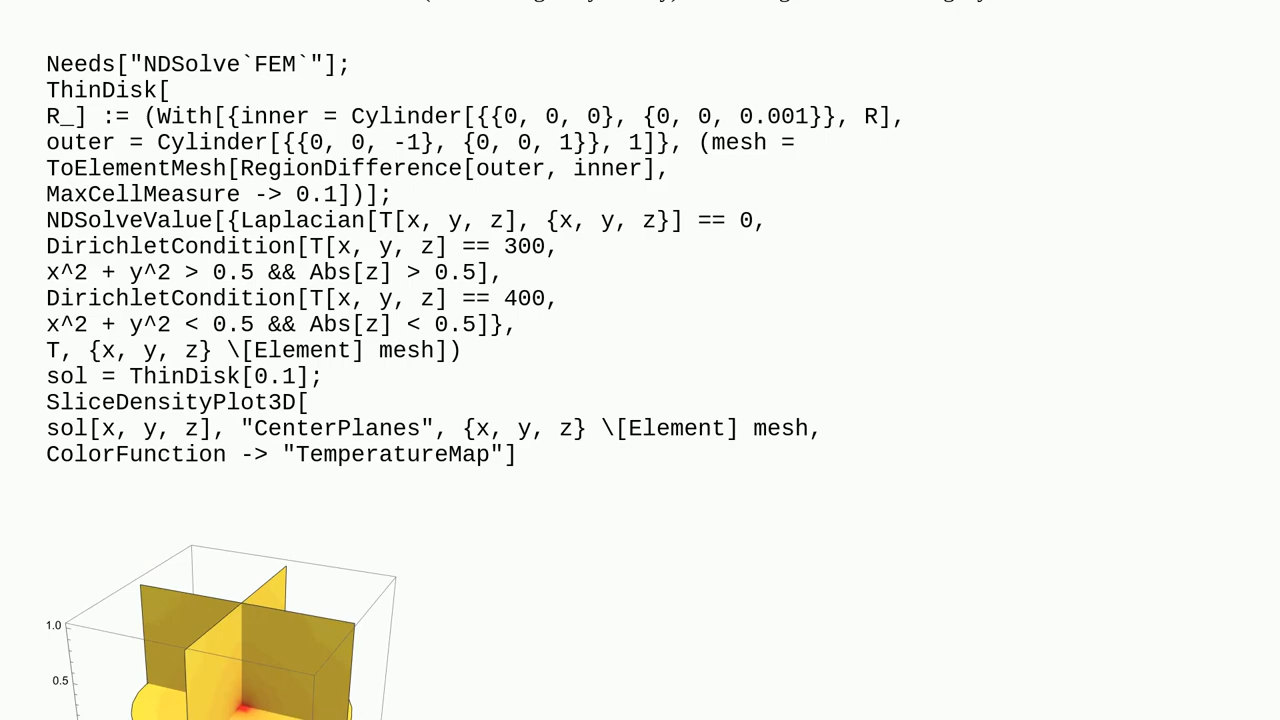 Needs["NDSolve`FEM`"];
ThinDisk[
R_] := (With[{inner = Cylinder[{{0, 0, 0}, {0, 0, 0.001}}, R],
outer = Cylinder[{{0, 0, -1}, {0, 0, 1}}, 1]}, (mesh =
ToElementMesh[RegionDifference[outer, inner],
MaxCellMeasure -> 0.1])];
NDSolveValue[{Laplacian[T[x, y, z], {x, y, z}] == 0,
DirichletCondition[T[x, y, z] == 300,
x^2 + y^2 > 0.5 && Abs[z] > 0.5],
DirichletCondition[T[x, y, z] == 400,
x^2 + y^2 < 0.5 && Abs[z] < 0.5]},
T, {x, y, z} \[Element] mesh])
sol = ThinDisk[0.1];
SliceDensityPlot3D[
sol[x, y, z], "CenterPlanes", {x, y, z} \[Element] mesh,
ColorFunction -> "TemperatureMap"]
1.0
0.5